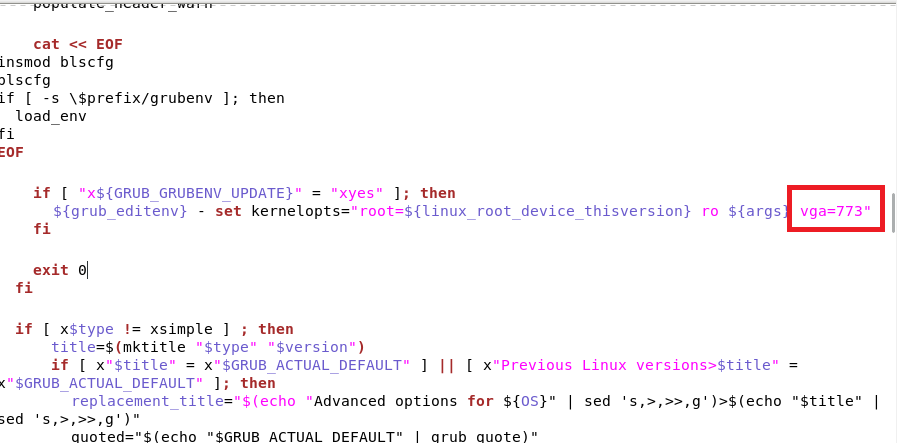 populate_header_warn
cat << EOF
insmod blscfg
blscfg
if [ -s \$prefix/grubenv ]; then
load_env
fi
EOF
if [ "x${GRUB_GRUBENV_UPDATE}" = "xyes" ]; then
${grub_editenv} - set kernelopts="root=${linux_root_device_thisversion} ro ${args} vga=773"
fi
exit 0
fi
if [ x$type != xsimple ] ; then
title=$(mktitle "$type" "$version")
if [ x"$title" = x"$GRUB_ACTUAL_DEFAULT" ] || [ x"Previous Linux versions>$title" =
x"$GRUB_ACTUAL_DEFAULT" ]; then
replacement_title="$(echo "Advanced options for ${OS}" | sed 's,>,>>,g')>$(echo "$title" |
sed 's,>,>>,g')"
quoted="$(echo "$GRUB_ACTUAL_DEFAULT" | grub_quote)"